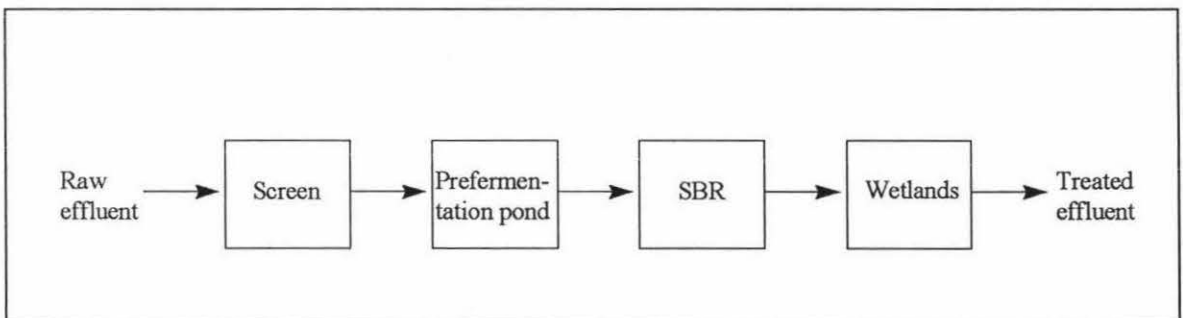 Raw
effluent
Screen
Prefermen-
tation pond
SBR
Wetlands
Treated
effluent